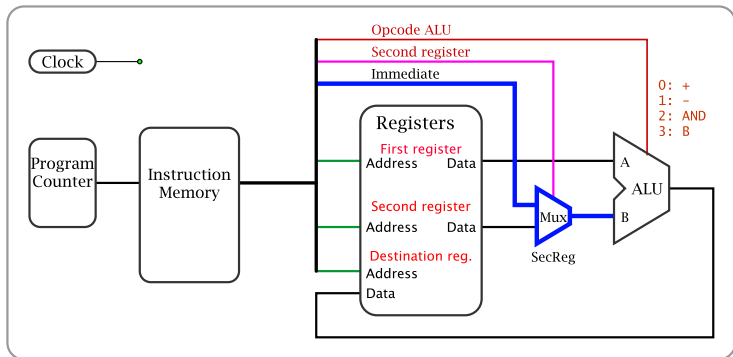 Opcode ALU
Second register
Immediate
Clock
0: +
1: -
2: AND
3: B
Program
Counter
Instruction
Memory
Registers
First register
Address
Data
Second register
Address
Data
Destination reg.
Address
Data
Mux
SecReg
A
ALU
B